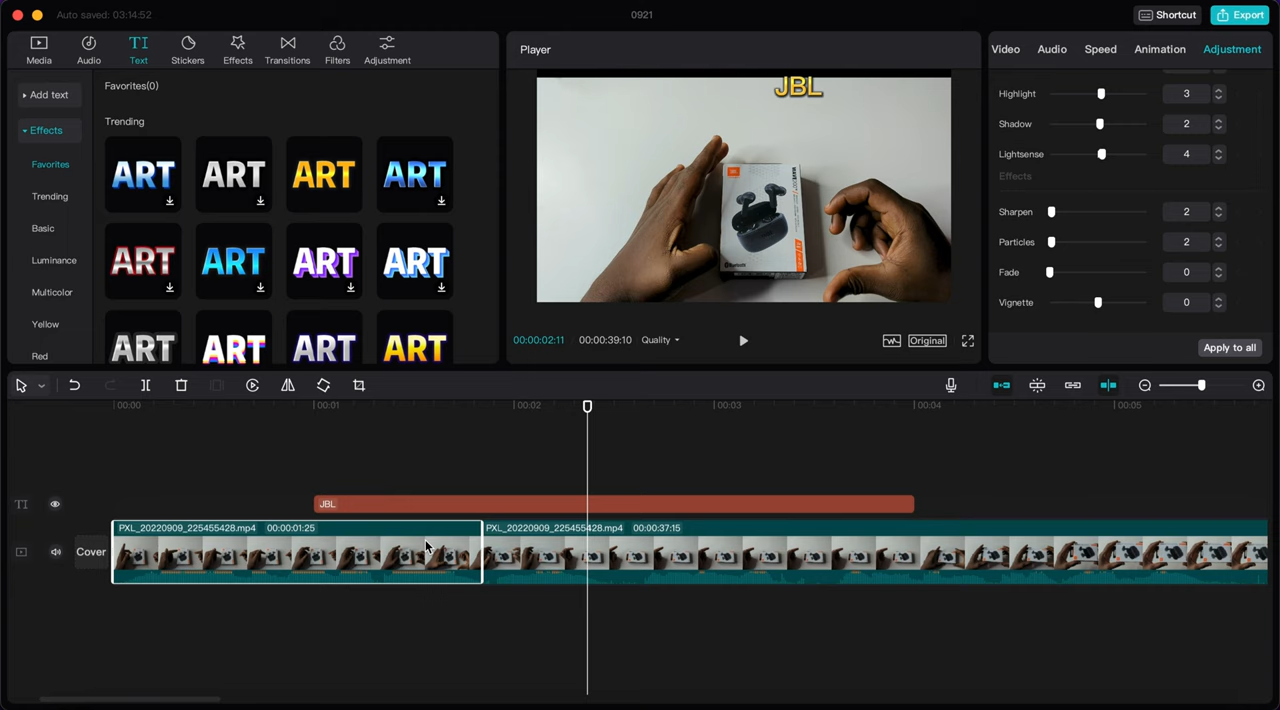 Auto saved: 03:14:52
0921
Shortcut
Export
Media
Audio
TI
Text
Stickers
Effects
Transitions
Filters
Adjustment
Add text
Effects
Favorites
Trending
Basic
Luminance
Multicolor
Yellow
Red
Favorites(0)
Trending
ART ART ART ART
ART ART ART ART
ART ART ART ART
Player
JBL
JBL
00:00:02:11
00:00:39:10
Quality
Original
Video
Audio
Speed
Animation
Adjustment
Highlight 3
Shadow 2
Lightsense 4
Effects
Sharpen 2
Particles 2
Fade 0
Vignette 0
Apply to all
00:00
00:01
00:02
00:03
00:04
00:05
TI
JBL
PXL_20220909_225455428.mp4 00:00:01:25
PXL_20220909_225455428.mp4 00:00:37:15
Cover